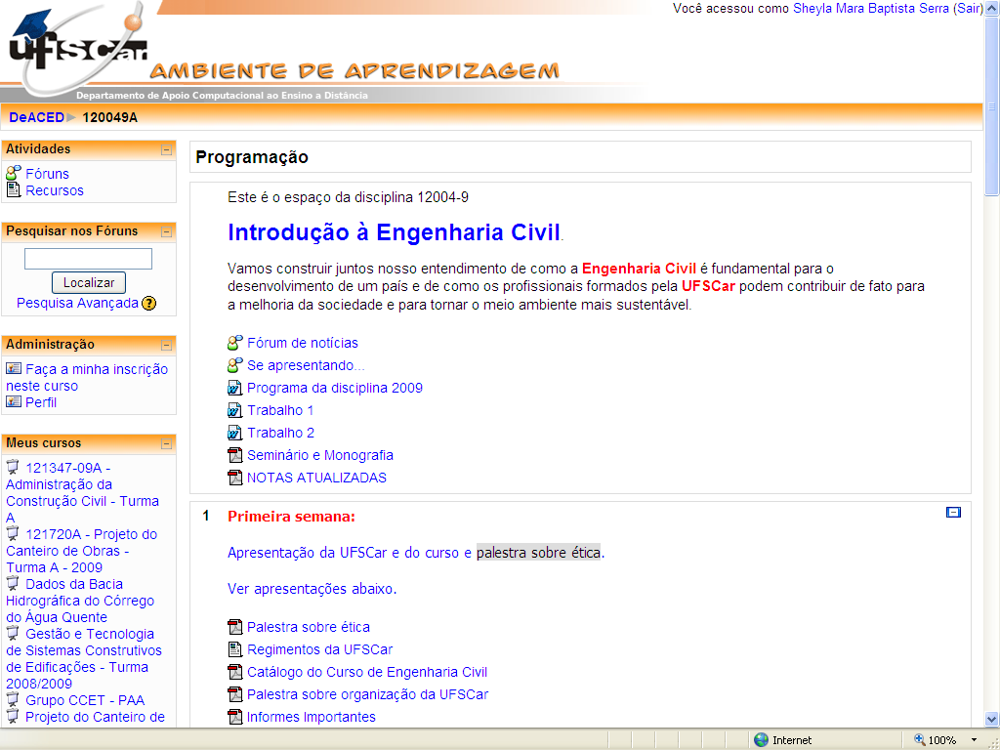 Você acessou como Sheyla Mara Baptista Serra (Sair)
UFSCar
AMBIENTE DE APRENDIZAGEM
Departamento de Apoio Computacional ao Ensino a Distância
DeACED 120049A
Atividades
Fóruns
Recursos
Pesquisar nos Fóruns
Localizar
Pesquisa Avançada ?
Administração
Faça a minha inscrição
neste curso
Perfil
Meus cursos
121347-09A -
Administração da
Construção Civil - Turma
A
121720A - Projeto do
Canteiro de Obras -
Turma A - 2009
Dados da Bacia
Hidrográfica do Córrego
do Água Quente
Gestão e Tecnologia
de Sistemas Construtivos
de Edificações - Turma
2008/2009
Grupo CCET - PAA
Projeto do Canteiro de
Programação
Este é o espaço da disciplina 12004-9
Introdução à Engenharia Civil.
Vamos construir juntos nosso entendimento de como a Engenharia Civil é fundamental para o
desenvolvimento de um país e de como os profissionais formados pela UFSCar podem contribuir de fato para
a melhoria da sociedade e para tornar o meio ambiente mais sustentável.
Fórum de notícias
Se apresentando...
Programa da disciplina 2009
Trabalho 1
Trabalho 2
Seminário e Monografia
NOTAS ATUALIZADAS
1 Primeira semana:
Apresentação da UFSCar e do curso e palestra sobre ética.
Ver apresentações abaixo.
Palestra sobre ética
Regimentos da UFSCar
Catálogo do Curso de Engenharia Civil
Palestra sobre organização da UFSCar
Informes Importantes
Internet
100%